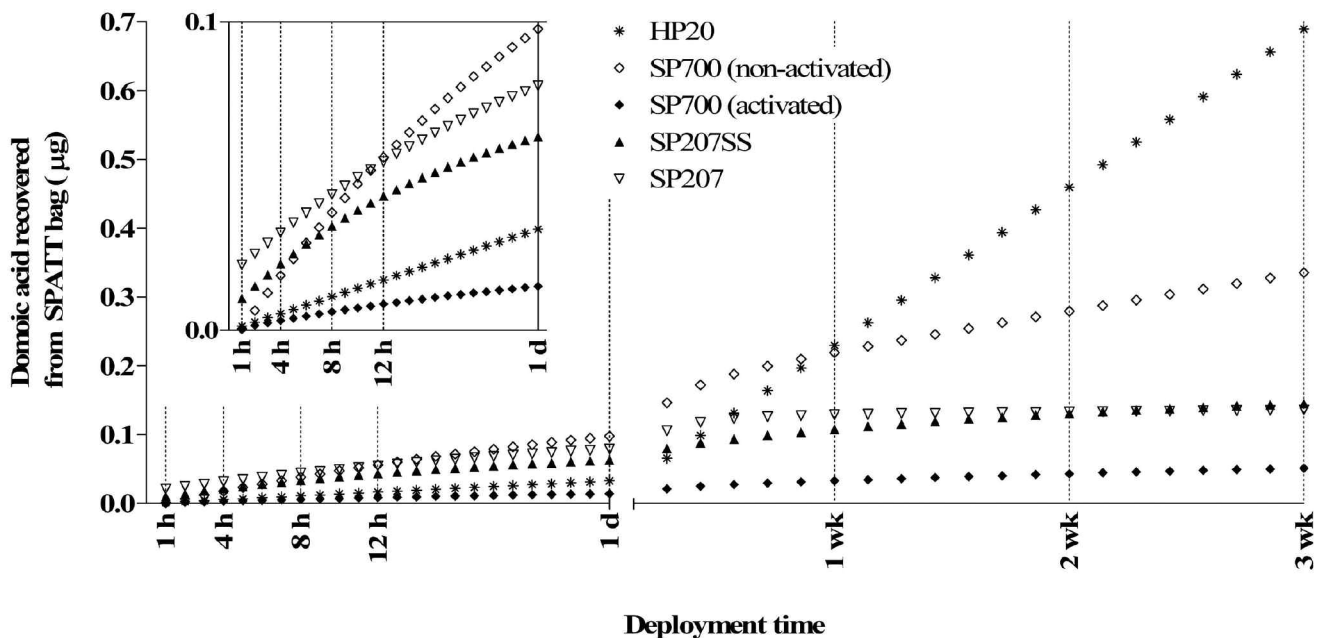 0.7
0.6
0.5
0.4
0.3
0.2
0.1
0.0
Domoic acid recovered
from SPATT bag ( µg)
0.1
0.0
1 h
4 h
8 h
12 h
1 d
HP20
SP700 (non-activated)
SP700 (activated)
SP207SS
SP207
1 h
4 h
8 h
12 h
1 d
1 wk
2 wk
3 wk
Deployment time